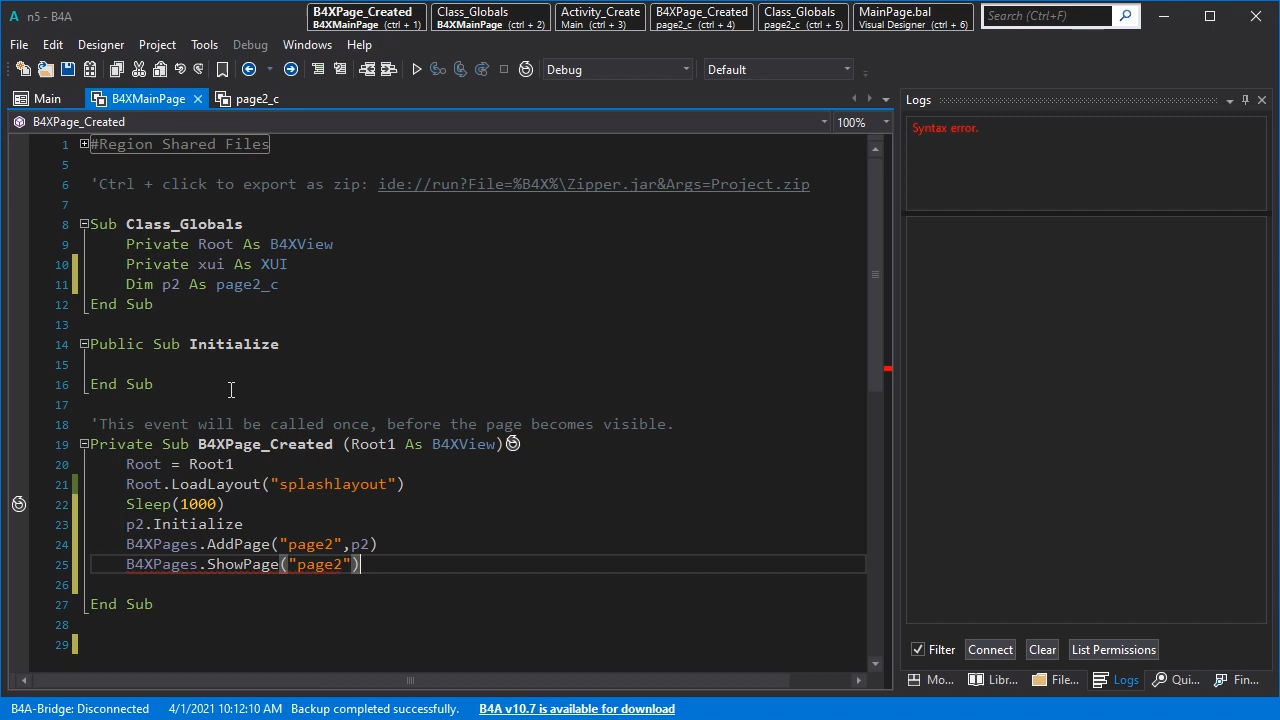 n5 - B4A
B4XPage_Created
B4XMainPage (ctrl + 1)
Class_Globals
B4XMainPage (ctrl + 2)
Activity_Create
Main (ctrl + 3)
B4XPage_Created
page2_c (ctrl + 4)
Class_Globals
page2_c (ctrl + 5)
MainPage.bal
Visual Designer (ctrl + 6)
Search (Ctrl+F)
File Edit Designer Project Tools Debug Windows Help
Debug
Default
Main
B4XMainPage
page2_c
Logs
B4XPage_Created
100%
Syntax error.
1 #Region Shared Files
5
6 'Ctrl + click to export as zip: ide://run?File=%B4X%\Zipper.jar&Args=Project.zip
7
8 Sub Class_Globals
9 Private Root As B4XView
10 Private xui As XUI
11 Dim p2 As page2_c
12 End Sub
13
14 Public Sub Initialize
15
16 End Sub
17
18 'This event will be called once, before the page becomes visible.
19 Private Sub B4XPage_Created (Root1 As B4XView)
20 Root = Root1
21 Root.LoadLayout("splashlayout")
22 Sleep(1000)
23 p2.Initialize
24 B4XPages.AddPage("page2",p2)
25 B4XPages.ShowPage("page2")
26
27 End Sub
28
29
Filter
Connect
Clear
List Permissions
Mo... Libr... File... Logs Qui... Fin...
B4A-Bridge: Disconnected
4/1/2021 10:12:10 AM Backup completed successfully.
B4A v10.7 is available for download